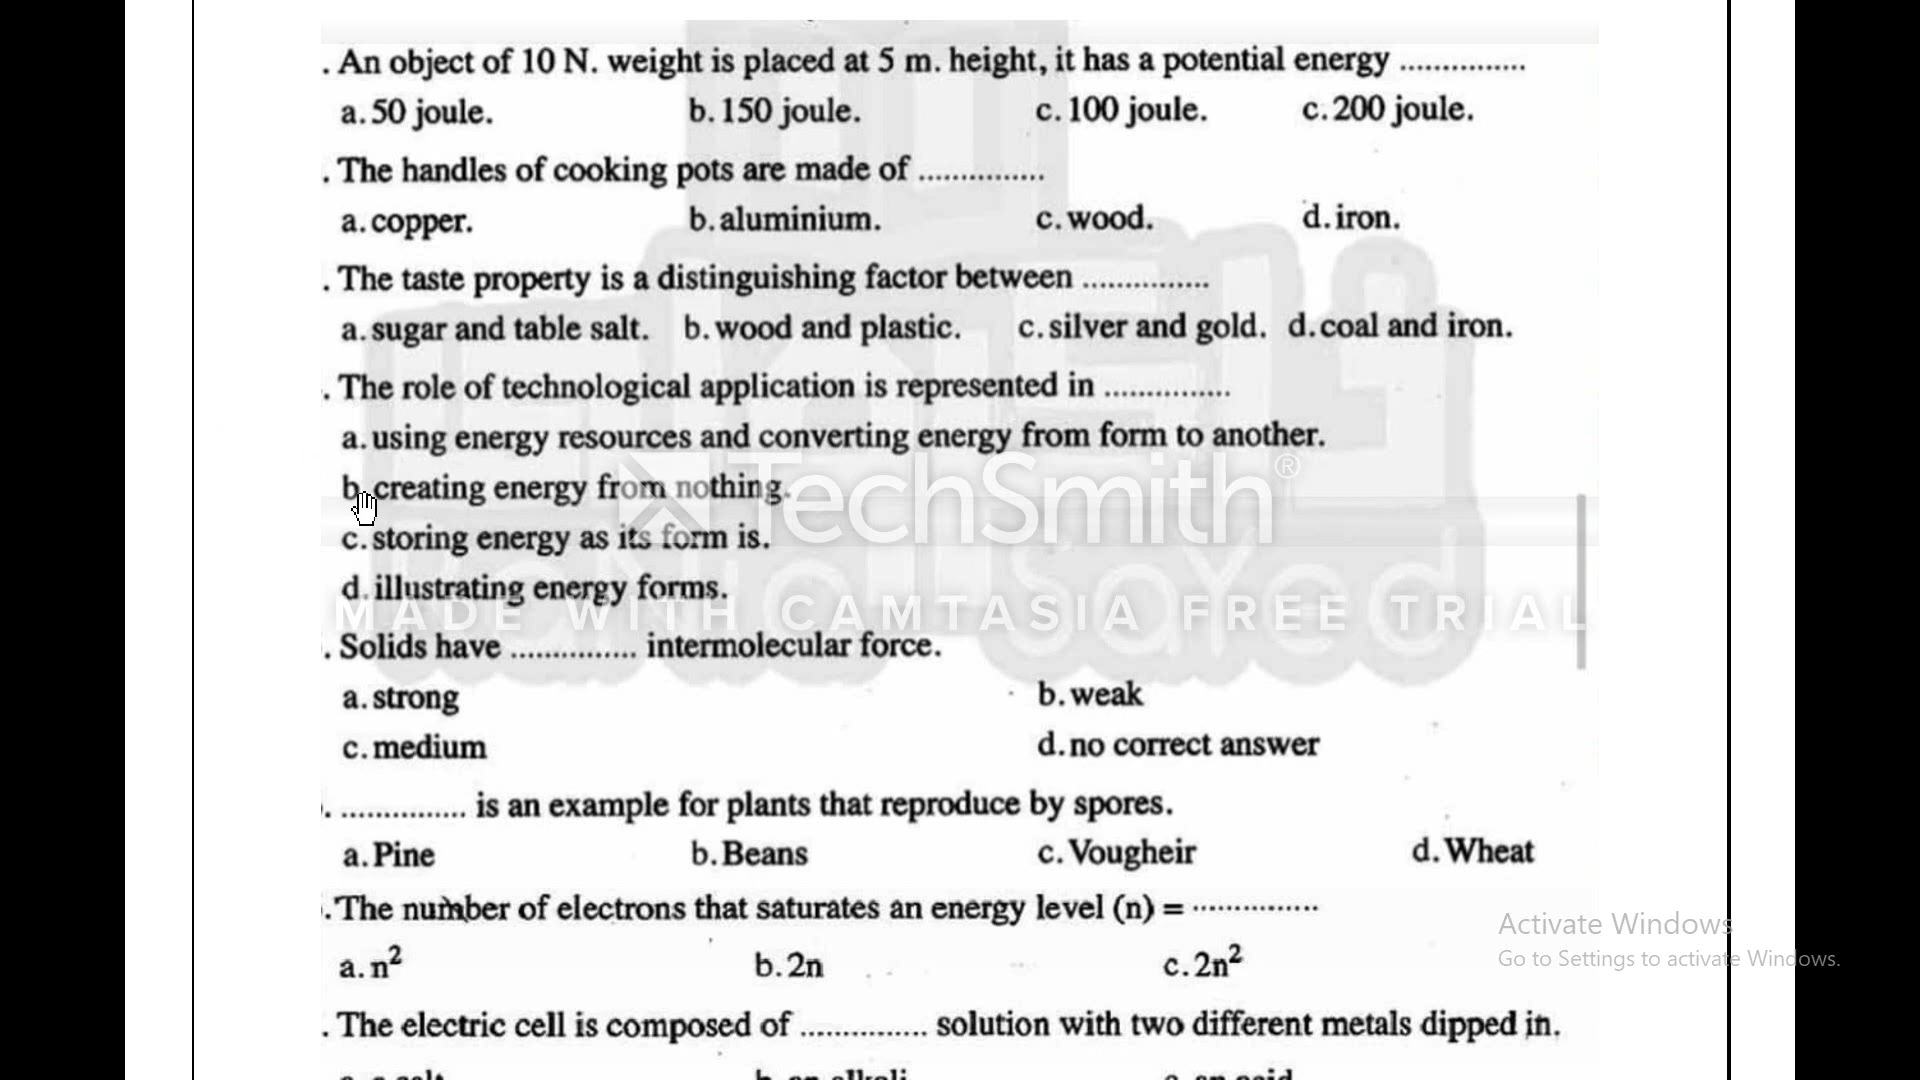 . An object of 10 N. weight is placed at 5 m. height, it has a potential energy ...............
a. 50 joule. b. 150 joule. c. 100 joule. c. 200 joule.
. The handles of cooking pots are made of ...............
a. copper. b. aluminium. c. wood. d. iron.
. The taste property is a distinguishing factor between ...............
a. sugar and table salt. b. wood and plastic. c. silver and gold. d. coal and iron.
. The role of technological application is represented in ...............
a. using energy resources and converting energy from form to another.
b. creating energy from nothing.
TechSmith®
c. storing energy as its form is.
d. illustrating energy forms.
MADE WITH CAMTASIA FREE TRIAL
Sayed
. Solids have ............... intermolecular force.
a. strong b. weak
c. medium d. no correct answer
. ............... is an example for plants that reproduce by spores.
a. Pine b. Beans c. Vougheir d. Wheat
. The number of electrons that saturates an energy level (n) = ...............
Activate Windows
Go to Settings to activate Windows.
a. n² b. 2n c. 2n²
. The electric cell is composed of ............... solution with two different metals dipped in.